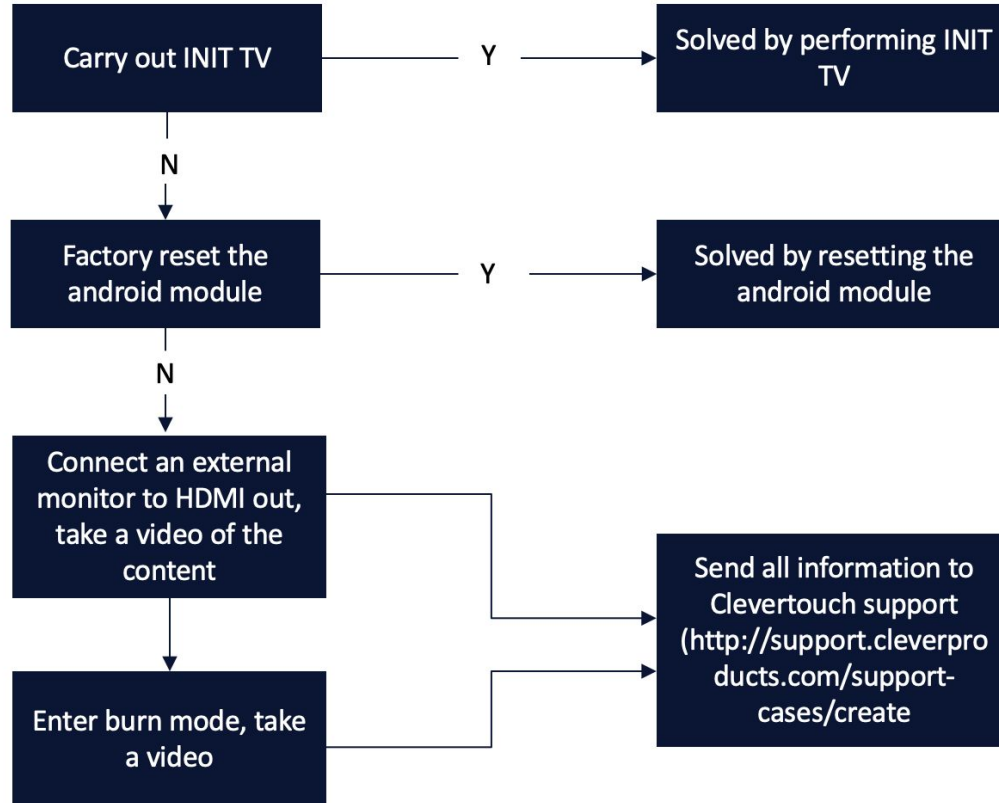 Carry out INIT TV
Y
Solved by performing INIT
TV
N
Factory reset the
android module
Y
Solved by resetting the
android module
N
Connect an external
monitor to HDMI out,
take a video of the
content
Send all information to
Clevertouch support
(http://support.cleverpro
ducts.com/support-
cases/create
Enter burn mode, take
a video